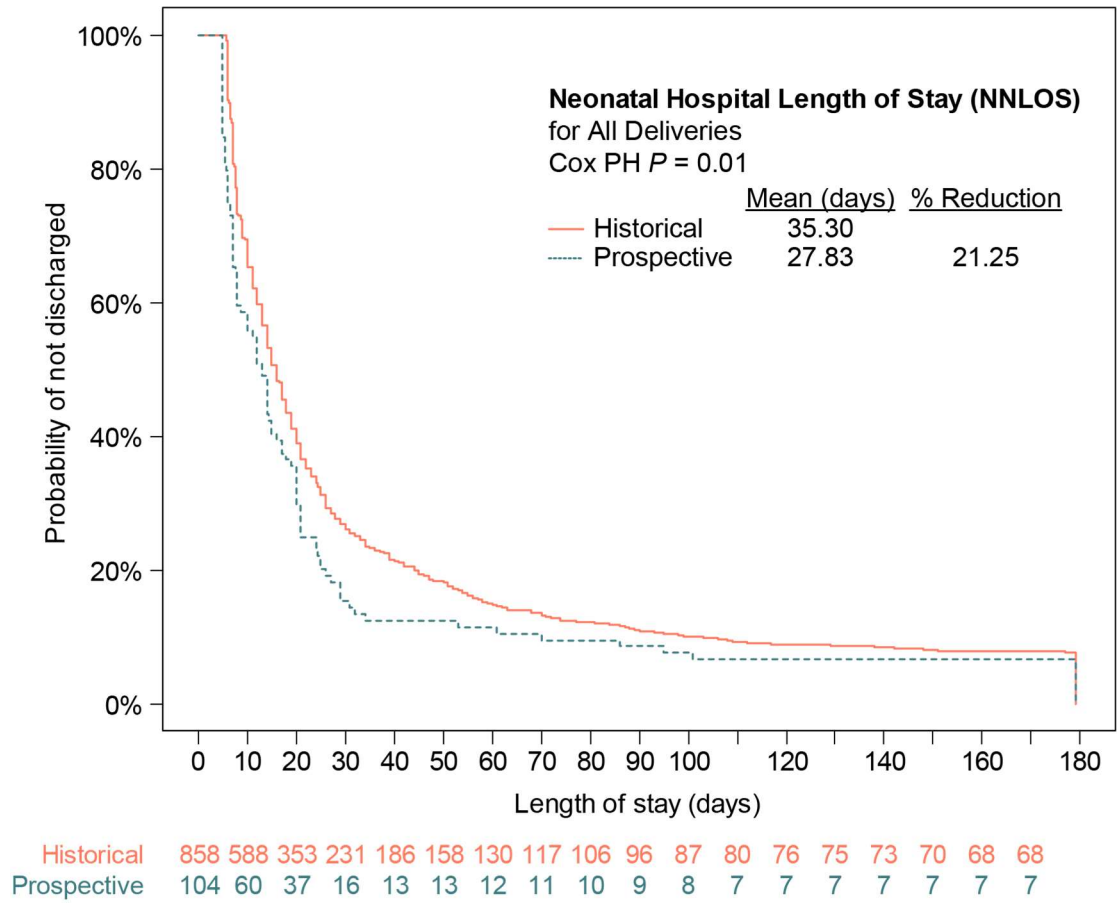 100%
80%
60%
40%
20%
0%
Probability of not discharged
Neonatal Hospital Length of Stay (NNLOS)
for All Deliveries
Cox PH P = 0.01
Mean (days) % Reduction
Historical 35.30
Prospective 27.83 21.25
0 10 20 30 40 50 60 70 80 90 100 120 140 160 180
Length of stay (days)
Historical 858 588 353 231 186 158 130 117 106 96 87 80 76 75 73 70 68 68
Prospective 104 60 37 16 13 13 12 11 10 9 8 7 7 7 7 7 7 7